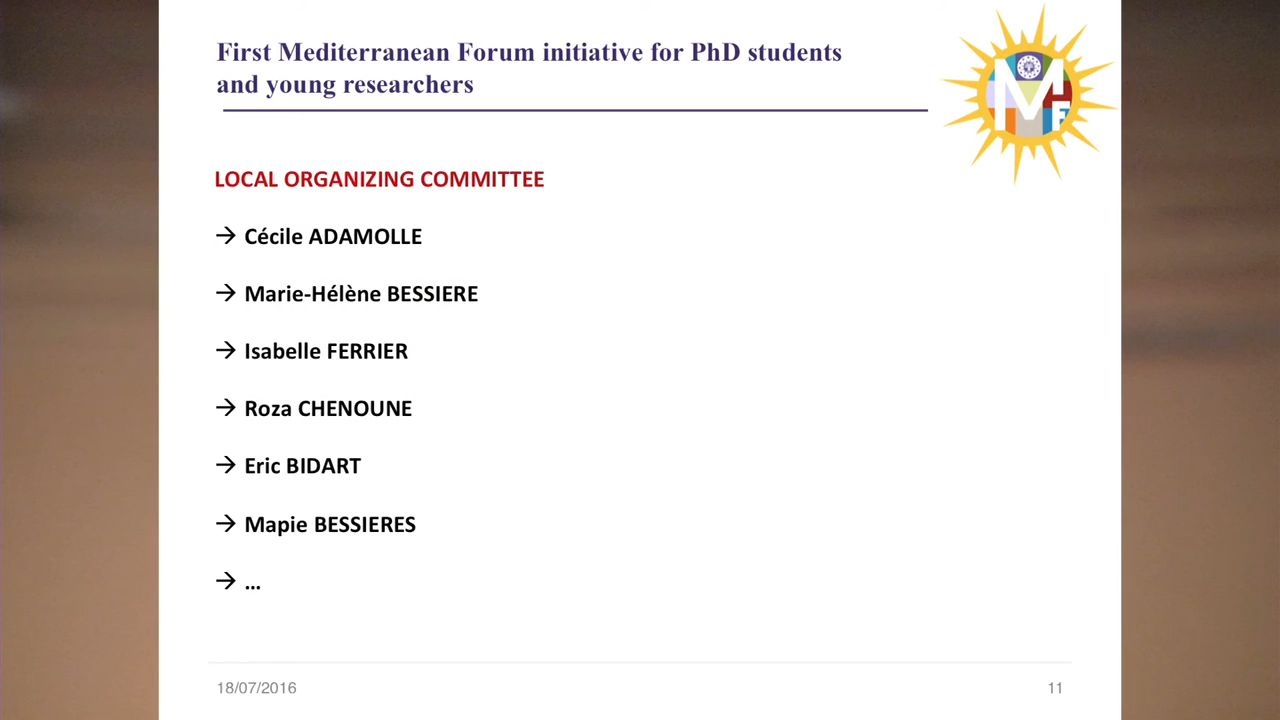 First Mediterranean Forum initiative for PhD students
and young researchers
LOCAL ORGANIZING COMMITTEE
→ Cécile ADAMOLLE
→ Marie-Hélène BESSIERE
→ Isabelle FERRIER
→ Roza CHENOUNE
→ Eric BIDART
→ Mapie BESSIERES
→ ...
18/07/2016
11